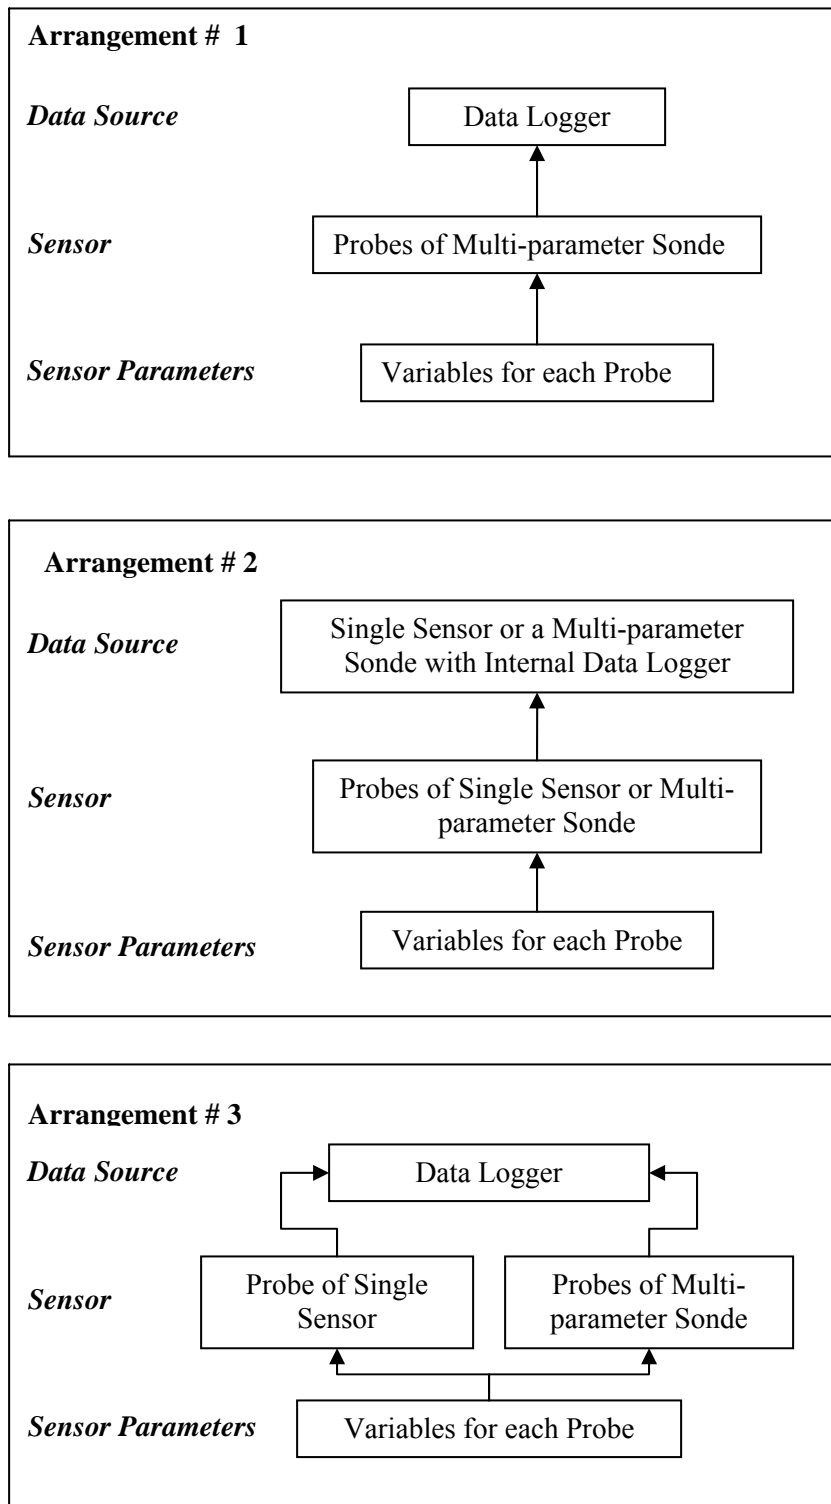 Arrangement #  1
Data Source
Data Logger
Sensor
Probes of Multi-parameter Sonde
Sensor Parameters
Variables for each Probe
Arrangement # 2
Data Source
Single Sensor or a Multi-parameter
Sonde with Internal Data Logger
Sensor
Probes of Single Sensor or Multi-
parameter Sonde
Sensor Parameters
Variables for each Probe
Arrangement # 3
Data Source
Data Logger
Sensor
Probe of Single
Sensor
Probes of Multi-
parameter Sonde
Sensor Parameters
Variables for each Probe